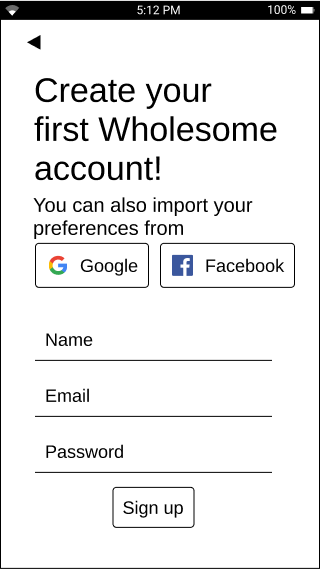 5:12 PM 100%
Create your
first Wholesome
account!
You can also import your
preferences from
Google Facebook
Name
Email
Password
Sign up